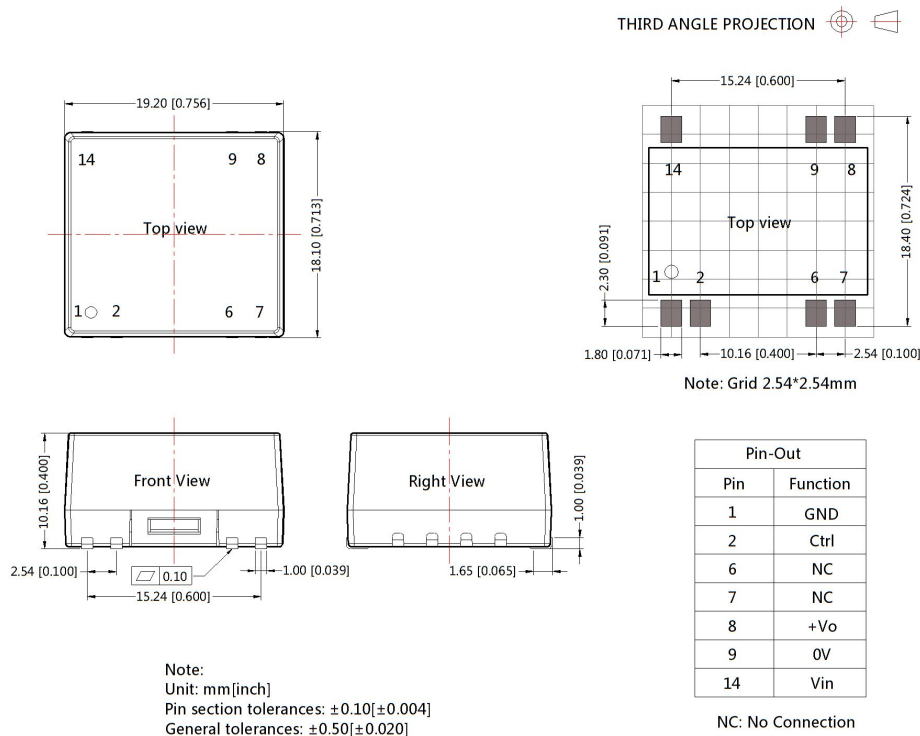 THIRD ANGLE PROJECTION
19.20 [0.756]
14 9 8
Top view
18.10 [0.713]
1 2 6 7
15.24 [0.600]
14 9 8
Top view
18.40 [0.724]
2.30 [0.091]
1 2 6 7
1.80 [0.071] 10.16 [0.400] 2.54 [0.100]
Note: Grid 2.54*2.54mm
10.16 [0.400]
Front View
2.54 [0.100]
0.10
1.00 [0.039]
15.24 [0.600]
Right View
1.00 [0.039]
1.65 [0.065]
Pin-Out
Pin Function
1 GND
2 Ctrl
6 NC
7 NC
8 +Vo
9 0V
14 Vin
NC: No Connection
Note:
Unit: mm[inch]
Pin section tolerances: ±0.10[±0.004]
General tolerances: ±0.50[±0.020]